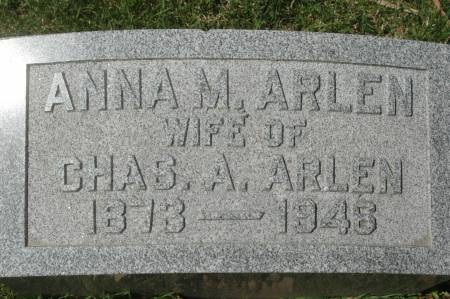 ANNA M. ARLEN
WIFE OF
CHAS. A. ARLEN
1873 — 1948